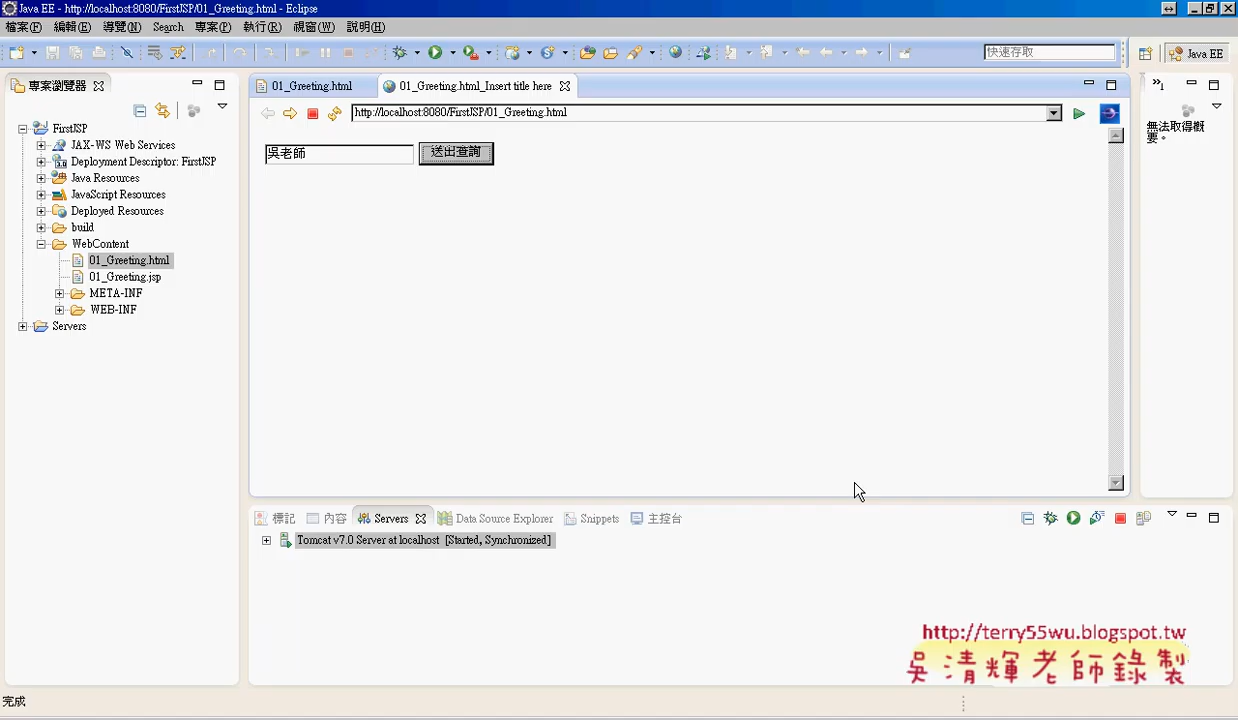 Java EE - http://localhost:8080/FirstJSP/01_Greeting.html - Eclipse
檔案(F) 編輯(E) 導覽(N) Search 專案(P) 執行(R) 視窗(W) 說明(H)
快速存取
Java EE
專案瀏覽器
01_Greeting.html
01_Greeting.html_Insert title here
http://localhost:8080/FirstJSP/01_Greeting.html
吳老師
送出查詢
FirstJSP
JAX-WS Web Services
Deployment Descriptor: FirstJSP
Java Resources
JavaScript Resources
Deployed Resources
build
WebContent
01_Greeting.html
01_Greeting.jsp
META-INF
WEB-INF
Servers
1
無法取得概
要。
標記 內容 Servers Data Source Explorer Snippets 主控台
Tomcat v7.0 Server at localhost [Started, Synchronized]
http://terry55wu.blogspot.tw
吳清輝老師錄製
完成